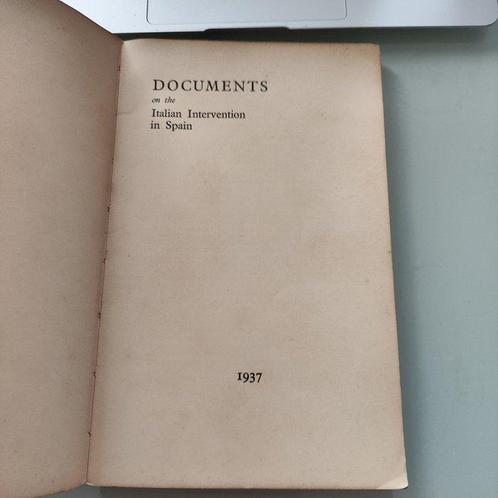 DOCUMENTS
on the
Italian Intervention
in Spain
1937